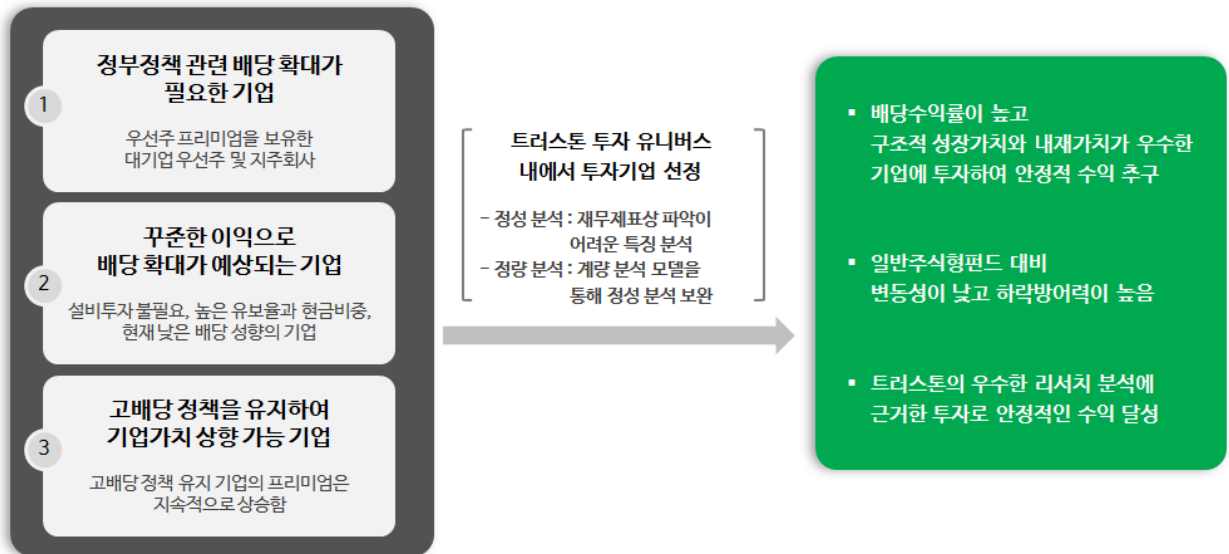 1
정부정책 관련 배당 확대가
필요한 기업
우선주 프리미엄을 보유한
대기업 우선주 및 지주회사
2
꾸준한 이익으로
배당 확대가 예상되는 기업
설비투자 불필요, 높은 유보율과 현금비중,
현재 낮은 배당 성향의 기업
3
고배당 정책을 유지하여
기업가치 상향 가능 기업
고배당 정책 유지 기업의 프리미엄은
지속적으로 상승함
트러스톤 투자 유니버스
내에서 투자기업 선정
- 정성 분석 : 재무제표상 파악이
어려운 특징 분석
- 정량 분석 : 계량 분석 모델을
통해 정성 분석 보완
▪ 배당수익률이 높고
구조적 성장가치와 내재가치가 우수한
기업에 투자하여 안정적 수익 추구
▪ 일반주식형펀드 대비
변동성이 낮고 하락방어력이 높음
▪ 트러스톤의 우수한 리서치 분석에
근거한 투자로 안정적인 수익 달성